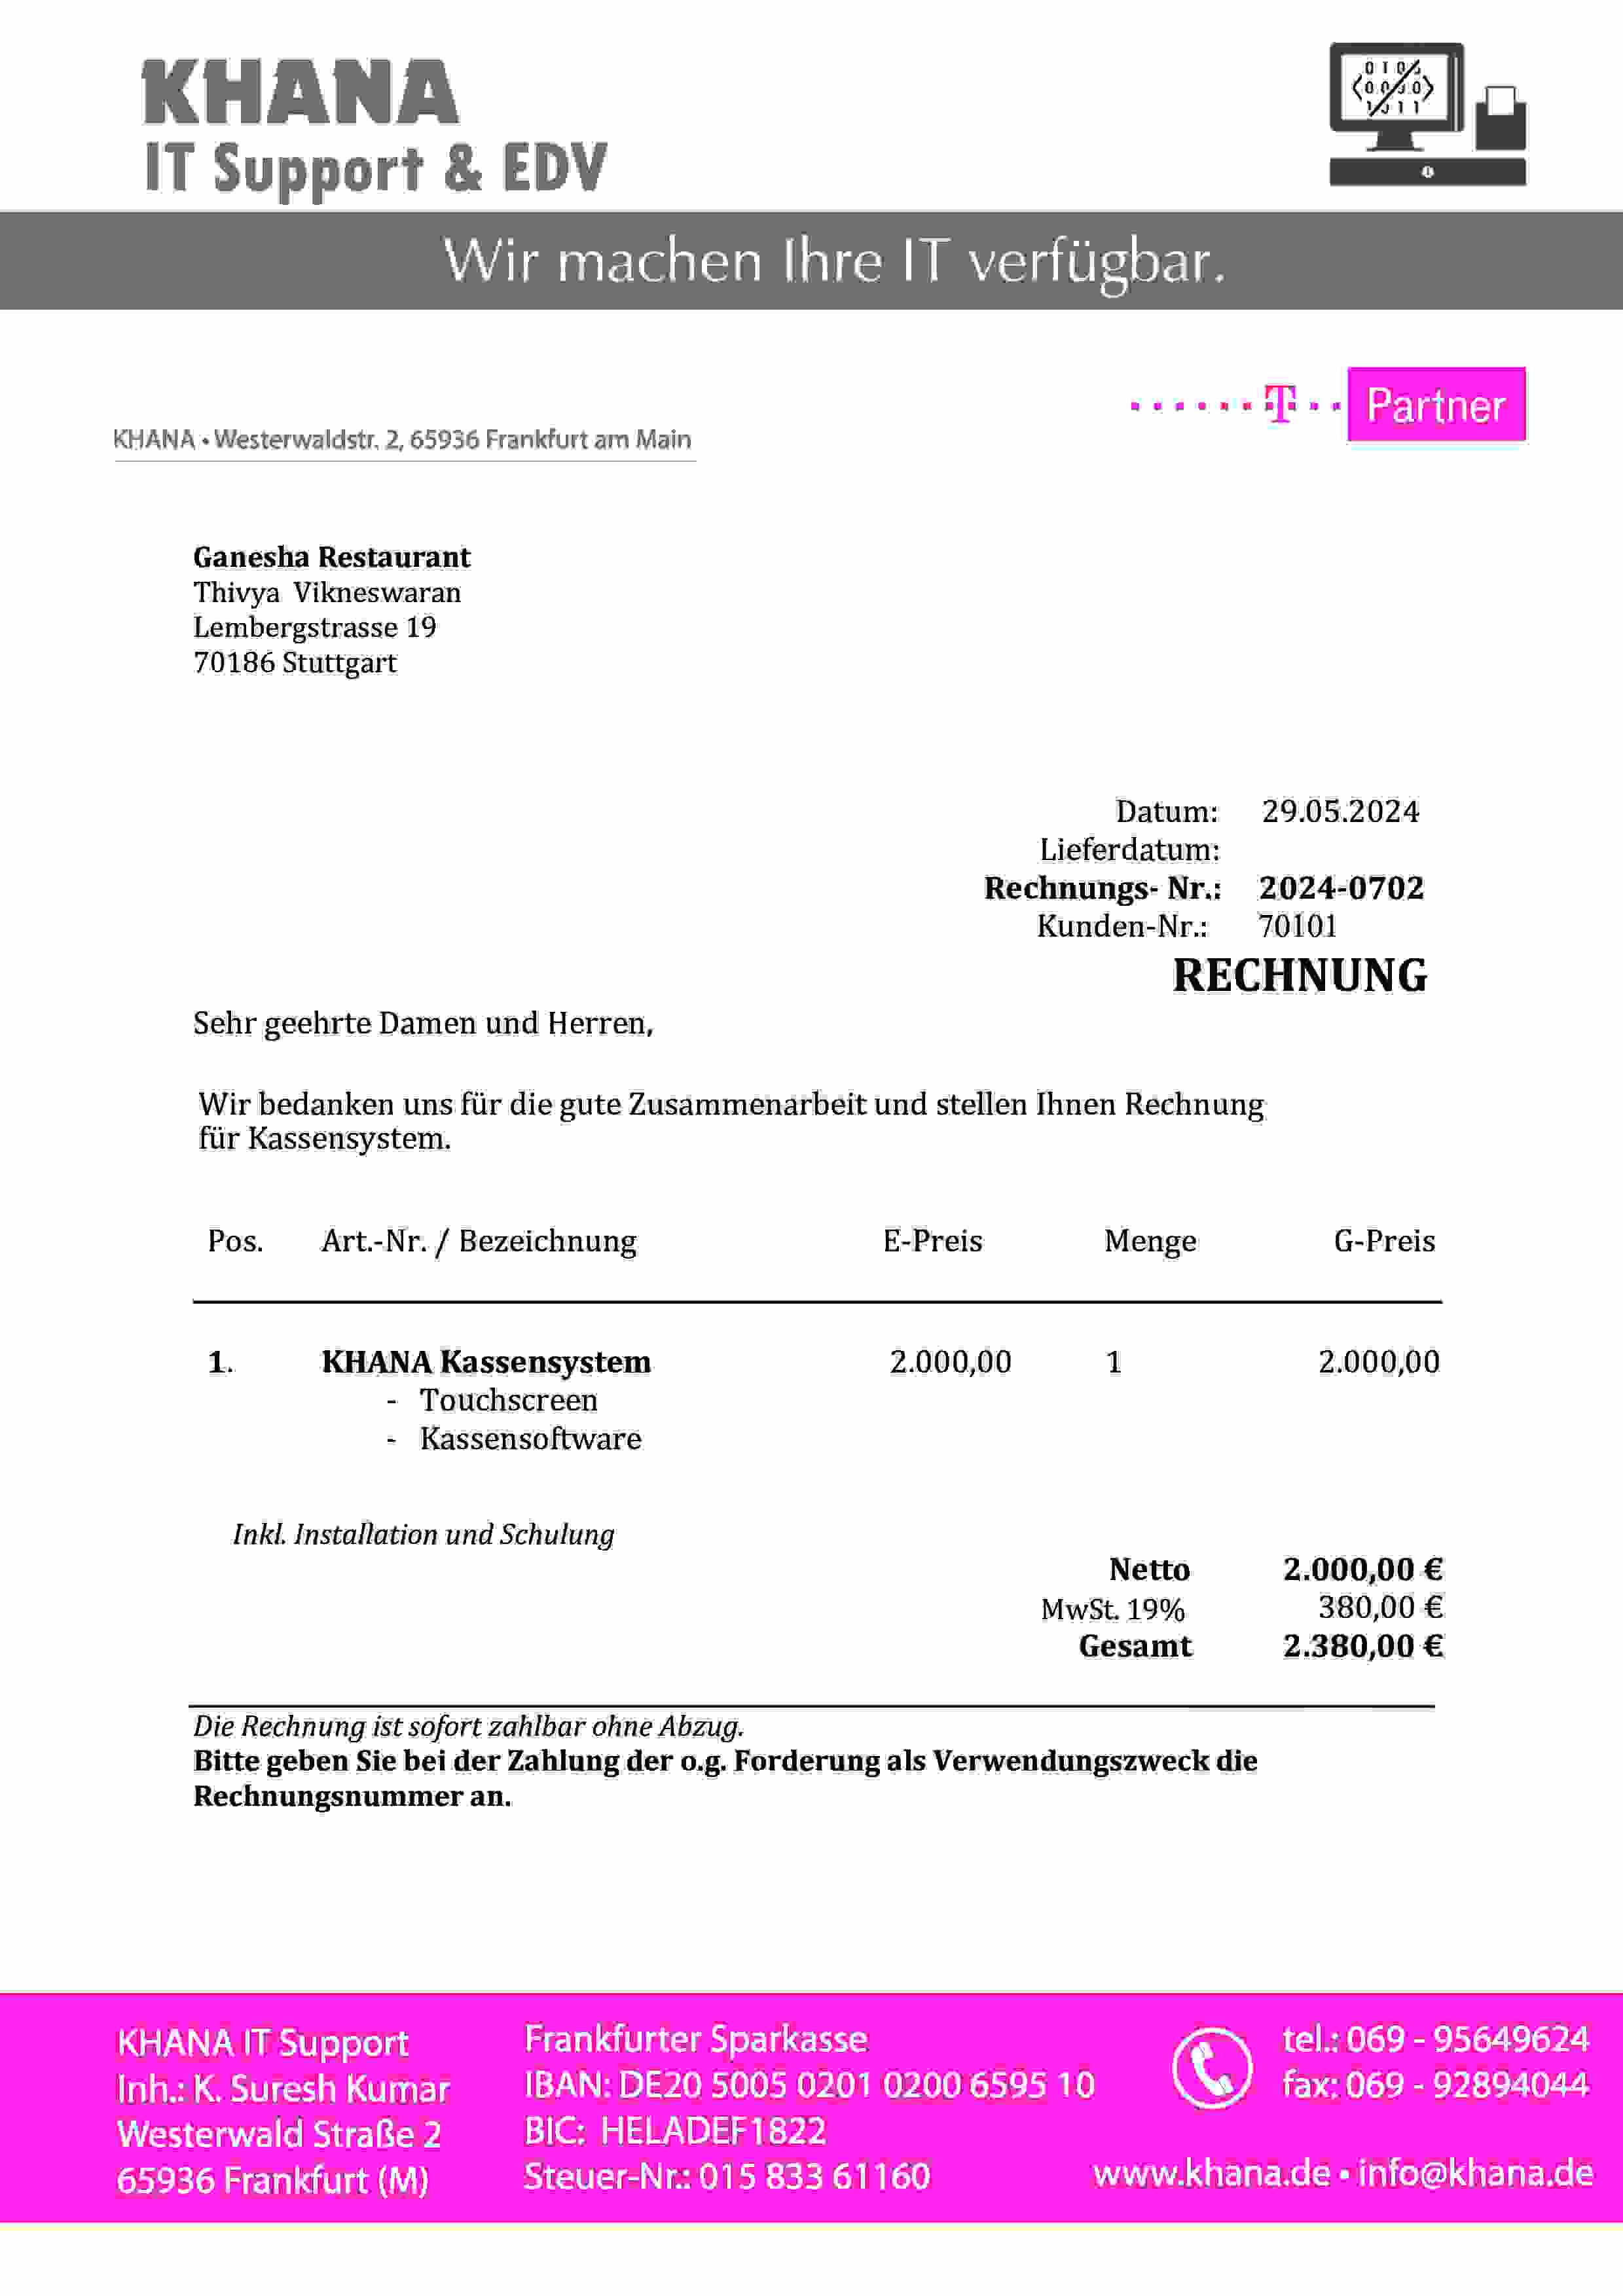 KHANA
IT Support & EDV
Wir machen Ihre IT verfügbar.
T Partner
KHANA • Westerwaldstr. 2, 65936 Frankfurt am Main
Ganesha Restaurant
Thivya Vikneswaran
Lembergstrasse 19
70186 Stuttgart
Datum: 29.05.2024
Lieferdatum:
Rechnungs- Nr.: 2024-0702
Kunden-Nr.: 70101
RECHNUNG
Sehr geehrte Damen und Herren,
Wir bedanken uns für die gute Zusammenarbeit und stellen Ihnen Rechnung
für Kassensystem.
Pos. Art.-Nr. / Bezeichnung E-Preis Menge G-Preis
1. KHANA Kassensystem 2.000,00 1 2.000,00
- Touchscreen
- Kassensoftware
Inkl. Installation und Schulung
Netto 2.000,00 €
MwSt. 19% 380,00 €
Gesamt 2.380,00 €
Die Rechnung ist sofort zahlbar ohne Abzug.
Bitte geben Sie bei der Zahlung der o.g. Forderung als Verwendungszweck die
Rechnungsnummer an.
KHANA IT Support
Inh.: K. Suresh Kumar
Westerwald Straße 2
65936 Frankfurt (M)
Frankfurter Sparkasse
IBAN: DE20 5005 0201 0200 6595 10
BIC: HELADEF1822
Steuer-Nr.: 015 833 61160
tel.: 069 - 95649624
fax: 069 - 92894044
www.khana.de • info@khana.de